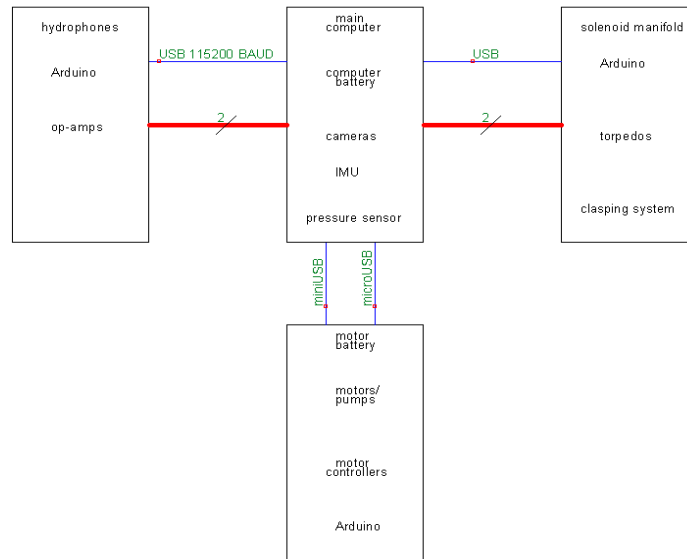 hydrophones
Arduino
op-amps
USB 115200 BAUD
2
main
computer
computer
battery
cameras
IMU
pressure sensor
USB
2
solenoid manifold
Arduino
torpedos
clasping system
miniUSB
microUSB
motor
battery
motors/
pumps
motor
controllers
Arduino